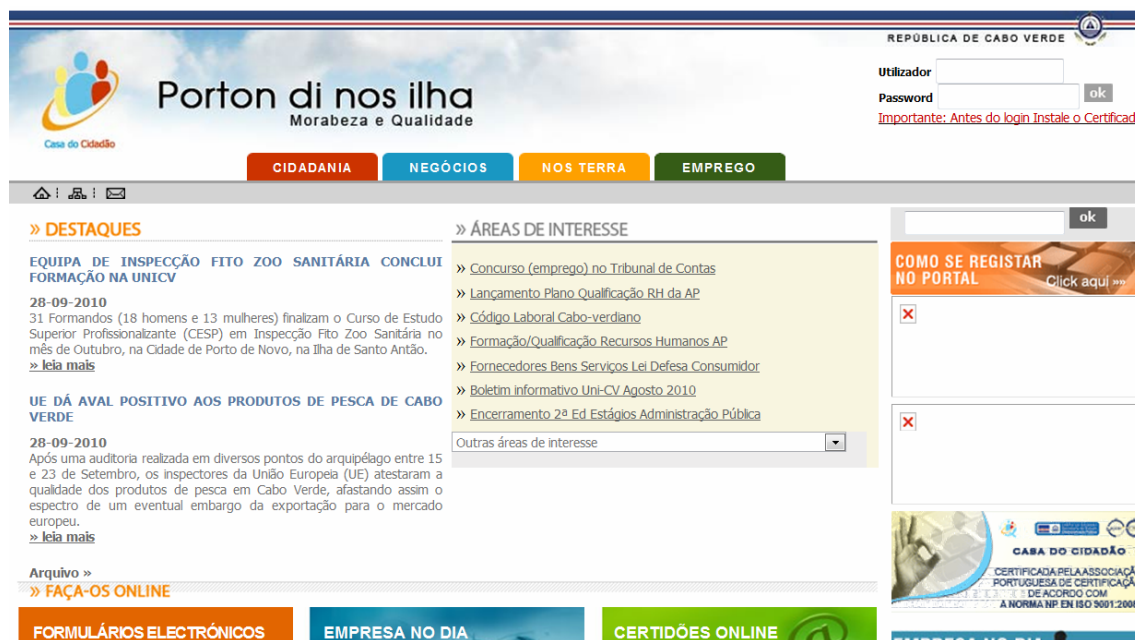 REPÚBLICA DE CABO VERDE
Utilizador
Password
ok
Importante: Antes do login Instale o Certificad
Casa do Cidadão
Porton di nos ilha
Morabeza e Qualidade
CIDADANIA
NEGÓCIOS
NOS TERRA
EMPREGO
» DESTAQUES
EQUIPA DE INSPECÇÃO FITO ZOO SANITÁRIA CONCLUI
FORMAÇÃO NA UNICV
28-09-2010
31 Formandos (18 homens e 13 mulheres) finalizam o Curso de Estudo
Superior Profissionalizante (CESP) em Inspecção Fito Zoo Sanitária no
mês de Outubro, na Cidade de Porto de Novo, na Ilha de Santo Antão.
» leia mais
UE DÁ AVAL POSITIVO AOS PRODUTOS DE PESCA DE CABO
VERDE
28-09-2010
Após uma auditoria realizada em diversos pontos do arquipélago entre 15
e 23 de Setembro, os inspectores da União Europeia (UE) atestaram a
qualidade dos produtos de pesca em Cabo Verde, afastando assim o
espectro de um eventual embargo da exportação para o mercado
europeu.
» leia mais
Arquivo »
» ÁREAS DE INTERESSE
» Concurso (emprego) no Tribunal de Contas
» Lançamento Plano Qualificação RH da AP
» Código Laboral Cabo-verdiano
» Formação/Qualificação Recursos Humanos AP
» Fornecedores Bens Serviços Lei Defesa Consumidor
» Boletim informativo Uni-CV Agosto 2010
» Encerramento 2ª Ed Estágios Administração Pública
Outras áreas de interesse
ok
COMO SE REGISTAR
NO PORTAL
Click aqui »»
CASA DO CIDADÃO
CERTIFICADA PELA ASSOCIAÇÃ
PORTUGUESA DE CERTIFICAÇÃ
DE ACORDO COM
A NORMA NP EN ISO 9001:2008
» FAÇA-OS ONLINE
FORMULÁRIOS ELECTRÓNICOS
EMPRESA NO DIA
CERTIDÕES ONLINE
EMPRESA NO DIA